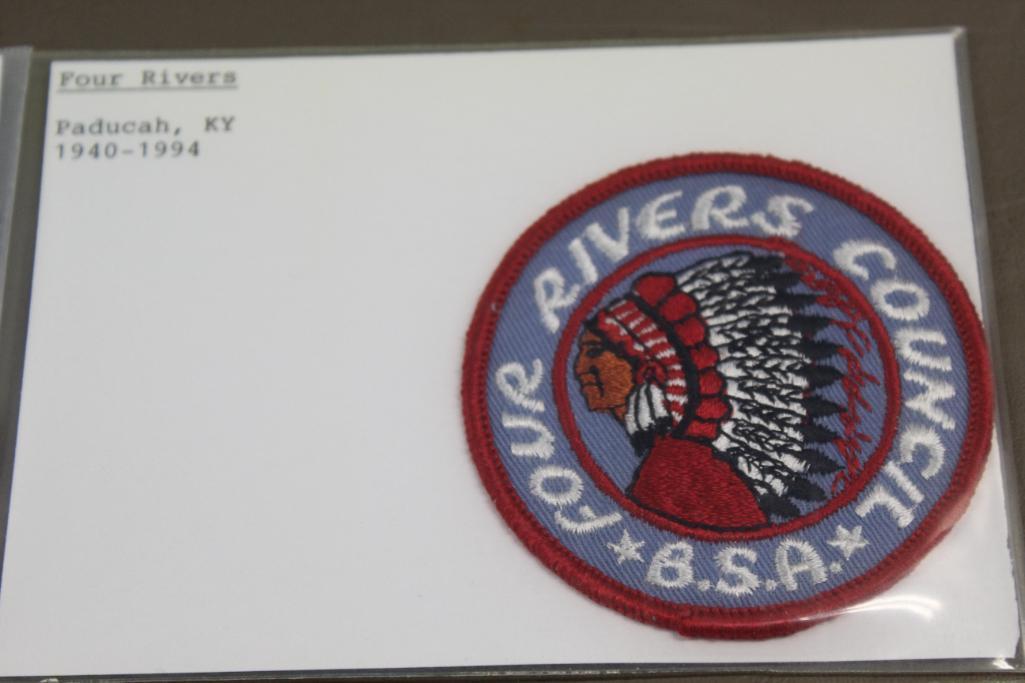 Four Rivers
Paducah, KY
1940-1994
FOUR RIVERS COUNCIL
B.S.A.